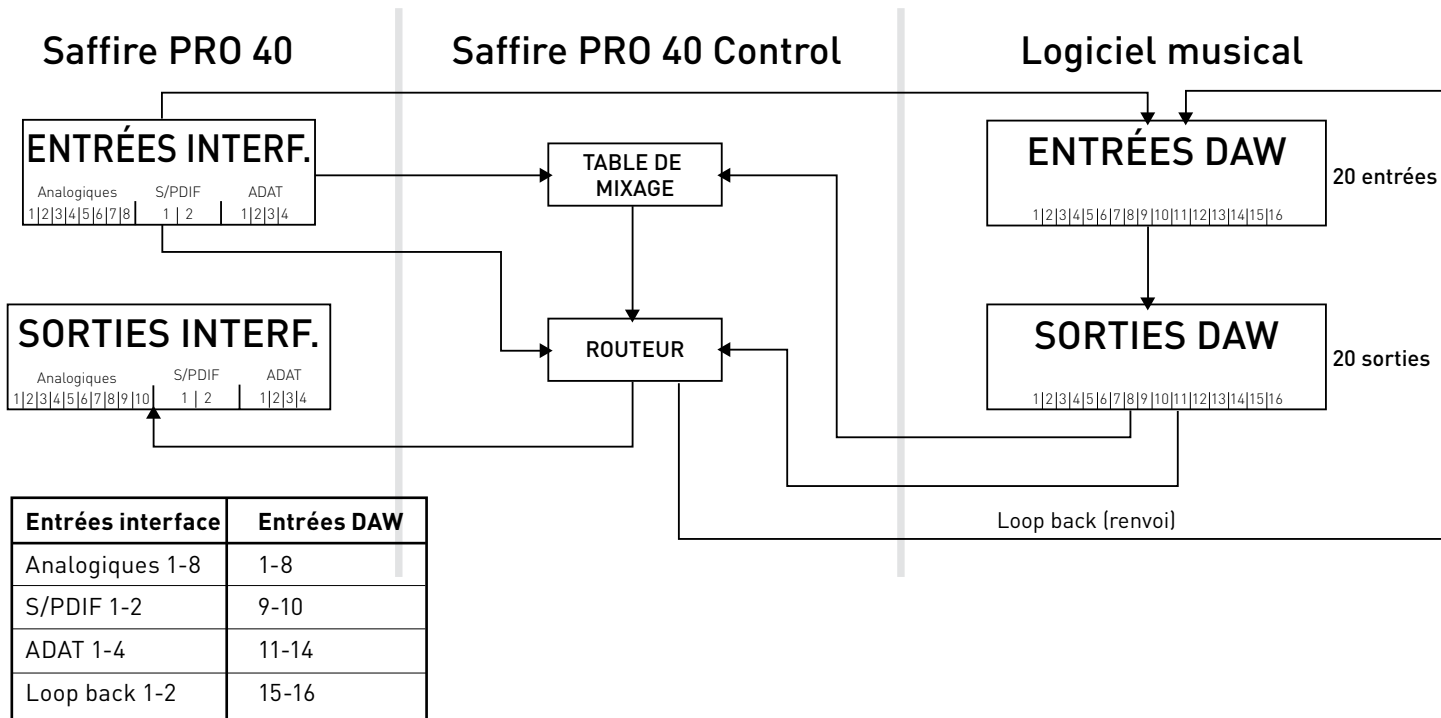 Saffire PRO 40
Saffire PRO 40 Control
Logiciel musical
ENTRÉES INTERF.
Analogiques S/PDIF ADAT
1|2|3|4|5|6|7|8 1 | 2 1|2|3|4
TABLE DE
MIXAGE
ENTRÉES DAW
1|2|3|4|5|6|7|8|9|10|11|12|13|14|15|16
20 entrées
SORTIES INTERF.
Analogiques S/PDIF ADAT
1|2|3|4|5|6|7|8|9|10 1 | 2 1|2|3|4
ROUTEUR
SORTIES DAW
1|2|3|4|5|6|7|8|9|10|11|12|13|14|15|16
20 sorties
Loop back (renvoi)
Entrées interface Entrées DAW
Analogiques 1-8 1-8
S/PDIF 1-2 9-10
ADAT 1-4 11-14
Loop back 1-2 15-16